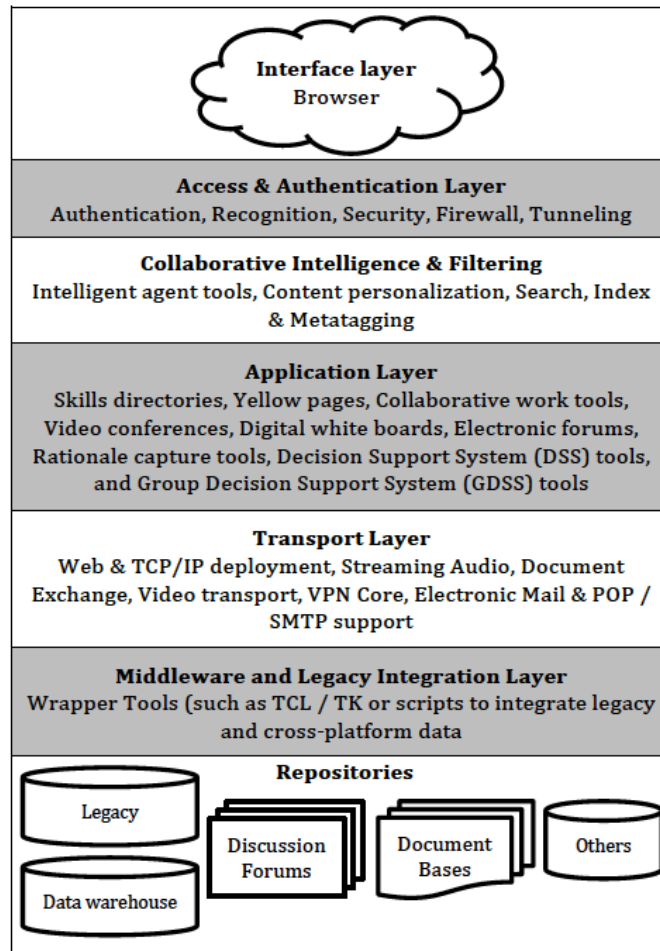 Interface layer
Browser
Access & Authentication Layer
Authentication, Recognition, Security, Firewall, Tunneling
Collaborative Intelligence & Filtering
Intelligent agent tools, Content personalization, Search, Index
& Metatagging
Application Layer
Skills directories, Yellow pages, Collaborative work tools,
Video conferences, Digital white boards, Electronic forums,
Rationale capture tools, Decision Support System (DSS) tools,
and Group Decision Support System (GDSS) tools
Transport Layer
Web & TCP/IP deployment, Streaming Audio, Document
Exchange, Video transport, VPN Core, Electronic Mail & POP /
SMTP support
Middleware and Legacy Integration Layer
Wrapper Tools (such as TCL / TK or scripts to integrate legacy
and cross-platform data
Repositories
Legacy
Data warehouse
Discussion
Forums
Document
Bases
Others